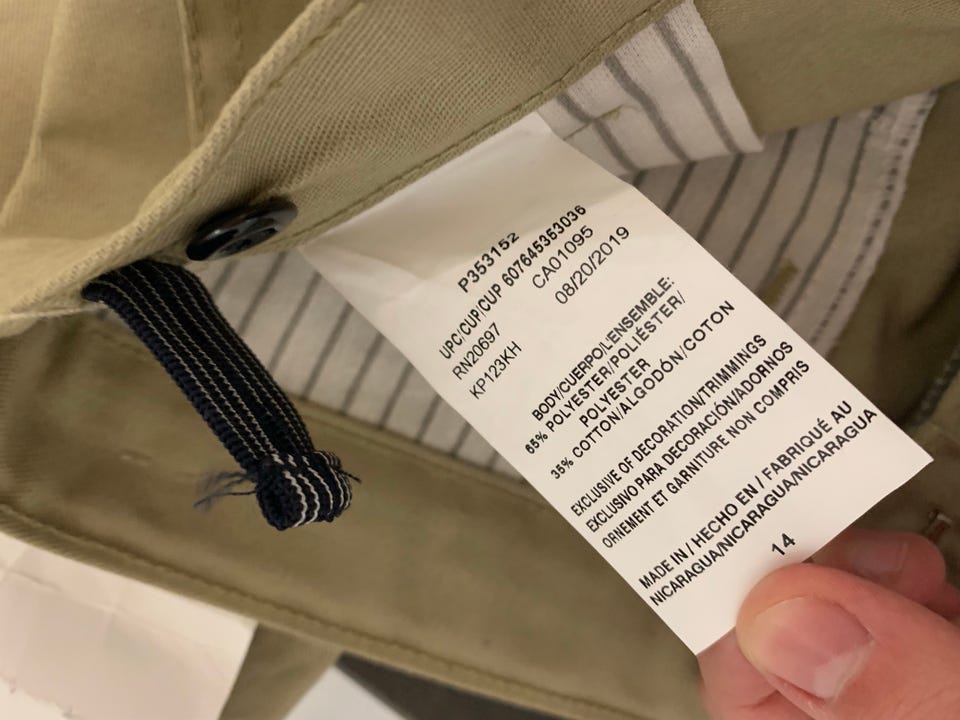 P353152
UPC/CUP/CUP 607645353036
RN20697 CA01095
KP123KH 08/20/2019
BODY/CUERPO/L'ENSEMBLE:
65% POLYESTER/POLIÉSTER/
POLYESTER
35% COTTON/ALGODÓN/COTON
EXCLUSIVE OF DECORATION/TRIMMINGS
EXCLUSIVO PARA DECORACIÓN/ADORNOS
ORNEMENT ET GARNITURE NON COMPRIS
MADE IN / HECHO EN / FABRIQUÉ AU
NICARAGUA/NICARAGUA/NICARAGUA
14